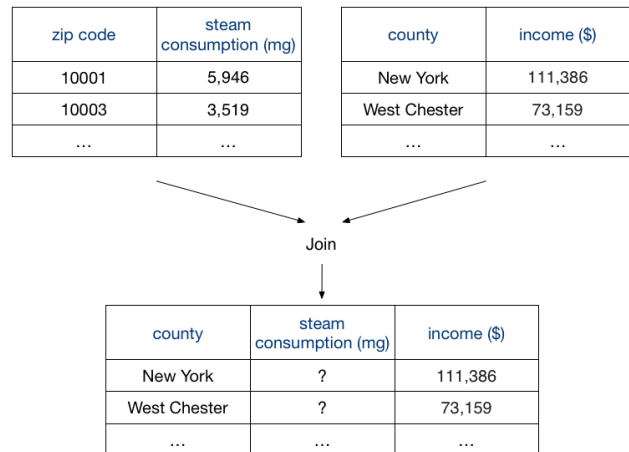 zip code
steam
consumption (mg)
10001
5,946
10003
3,519
...
...
county
income ($)
New York
111,386
West Chester
73,159
...
...
Join
county
steam
consumption (mg)
income ($)
New York
?
111,386
West Chester
?
73,159
...
...
...